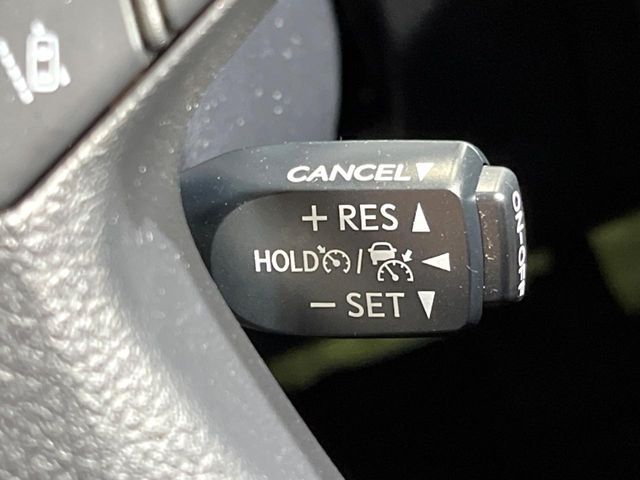 CANCEL▼
+ RES ▲
HOLD / ◀
− SET ▼
ON-OFF